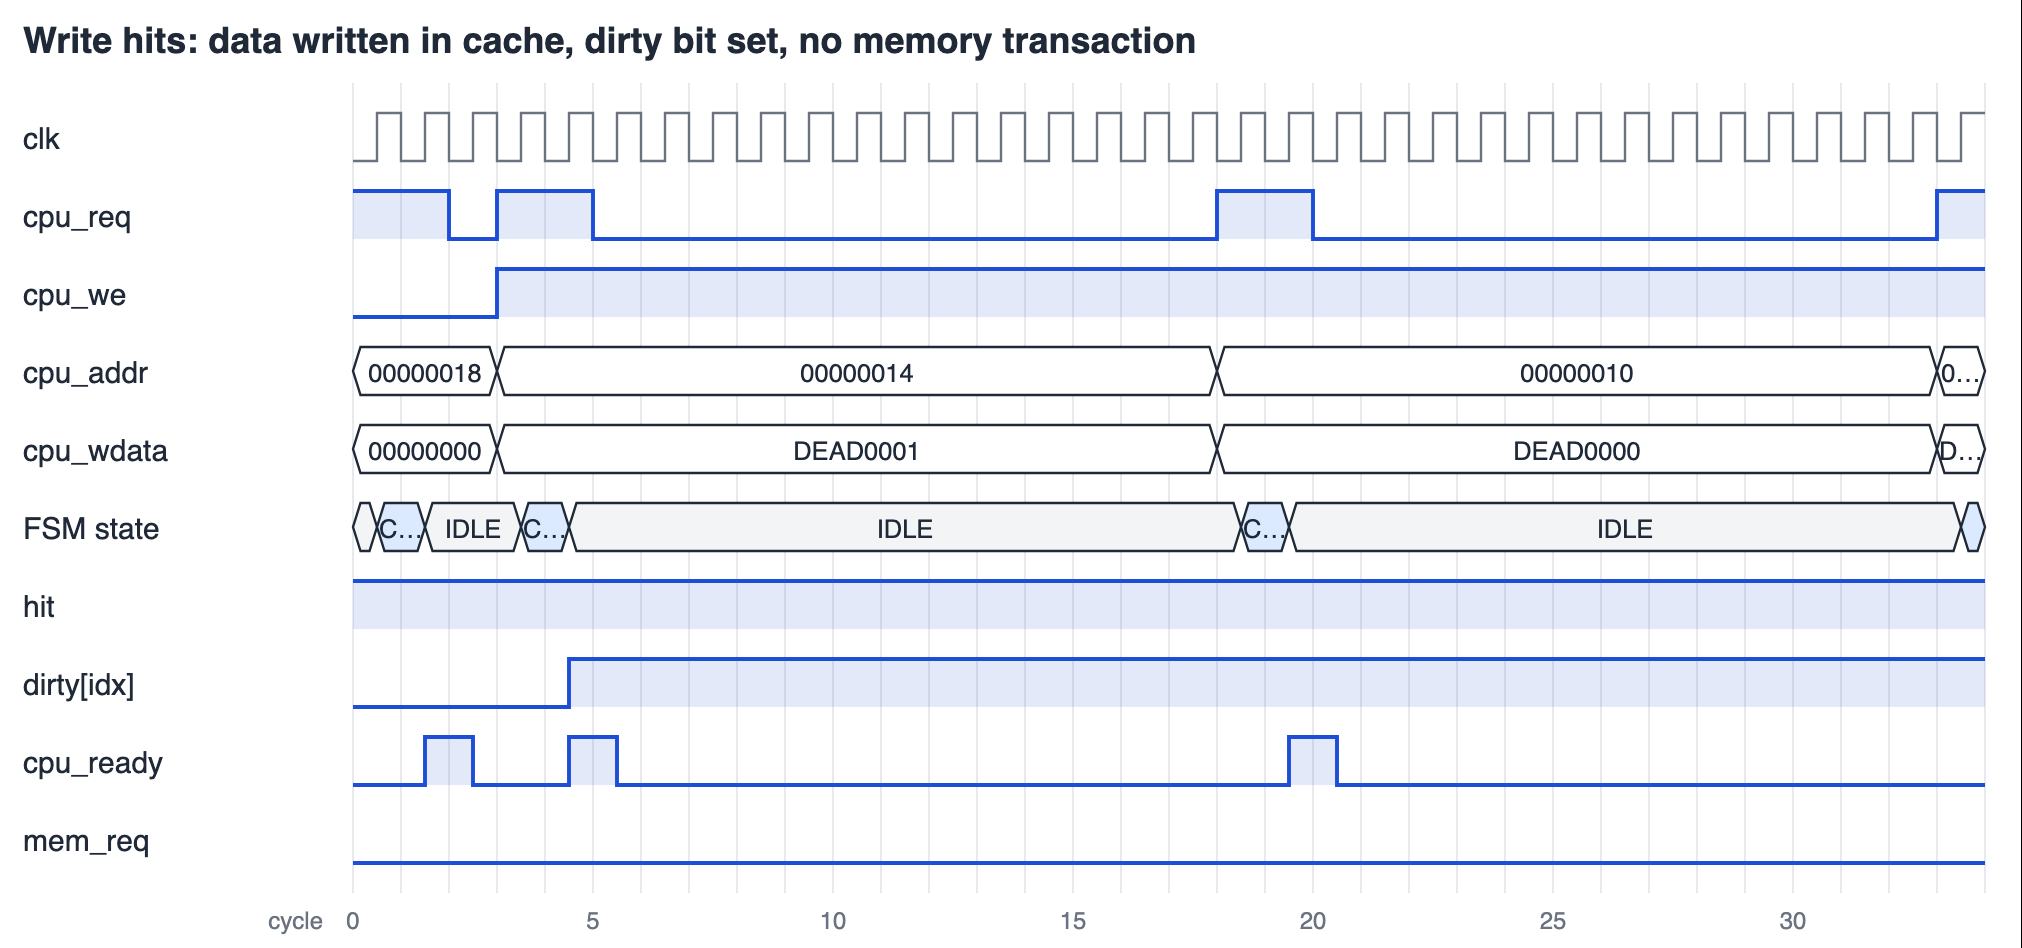 Write hits: data written in cache, dirty bit set, no memory transaction
clk
cpu_req
cpu_we
cpu_addr 00000018 00000014 00000010 0…
cpu_wdata 00000000 DEAD0001 DEAD0000 D…
FSM state C… IDLE C… IDLE C… IDLE
hit
dirty[idx]
cpu_ready
mem_req
cycle 0 5 10 15 20 25 30